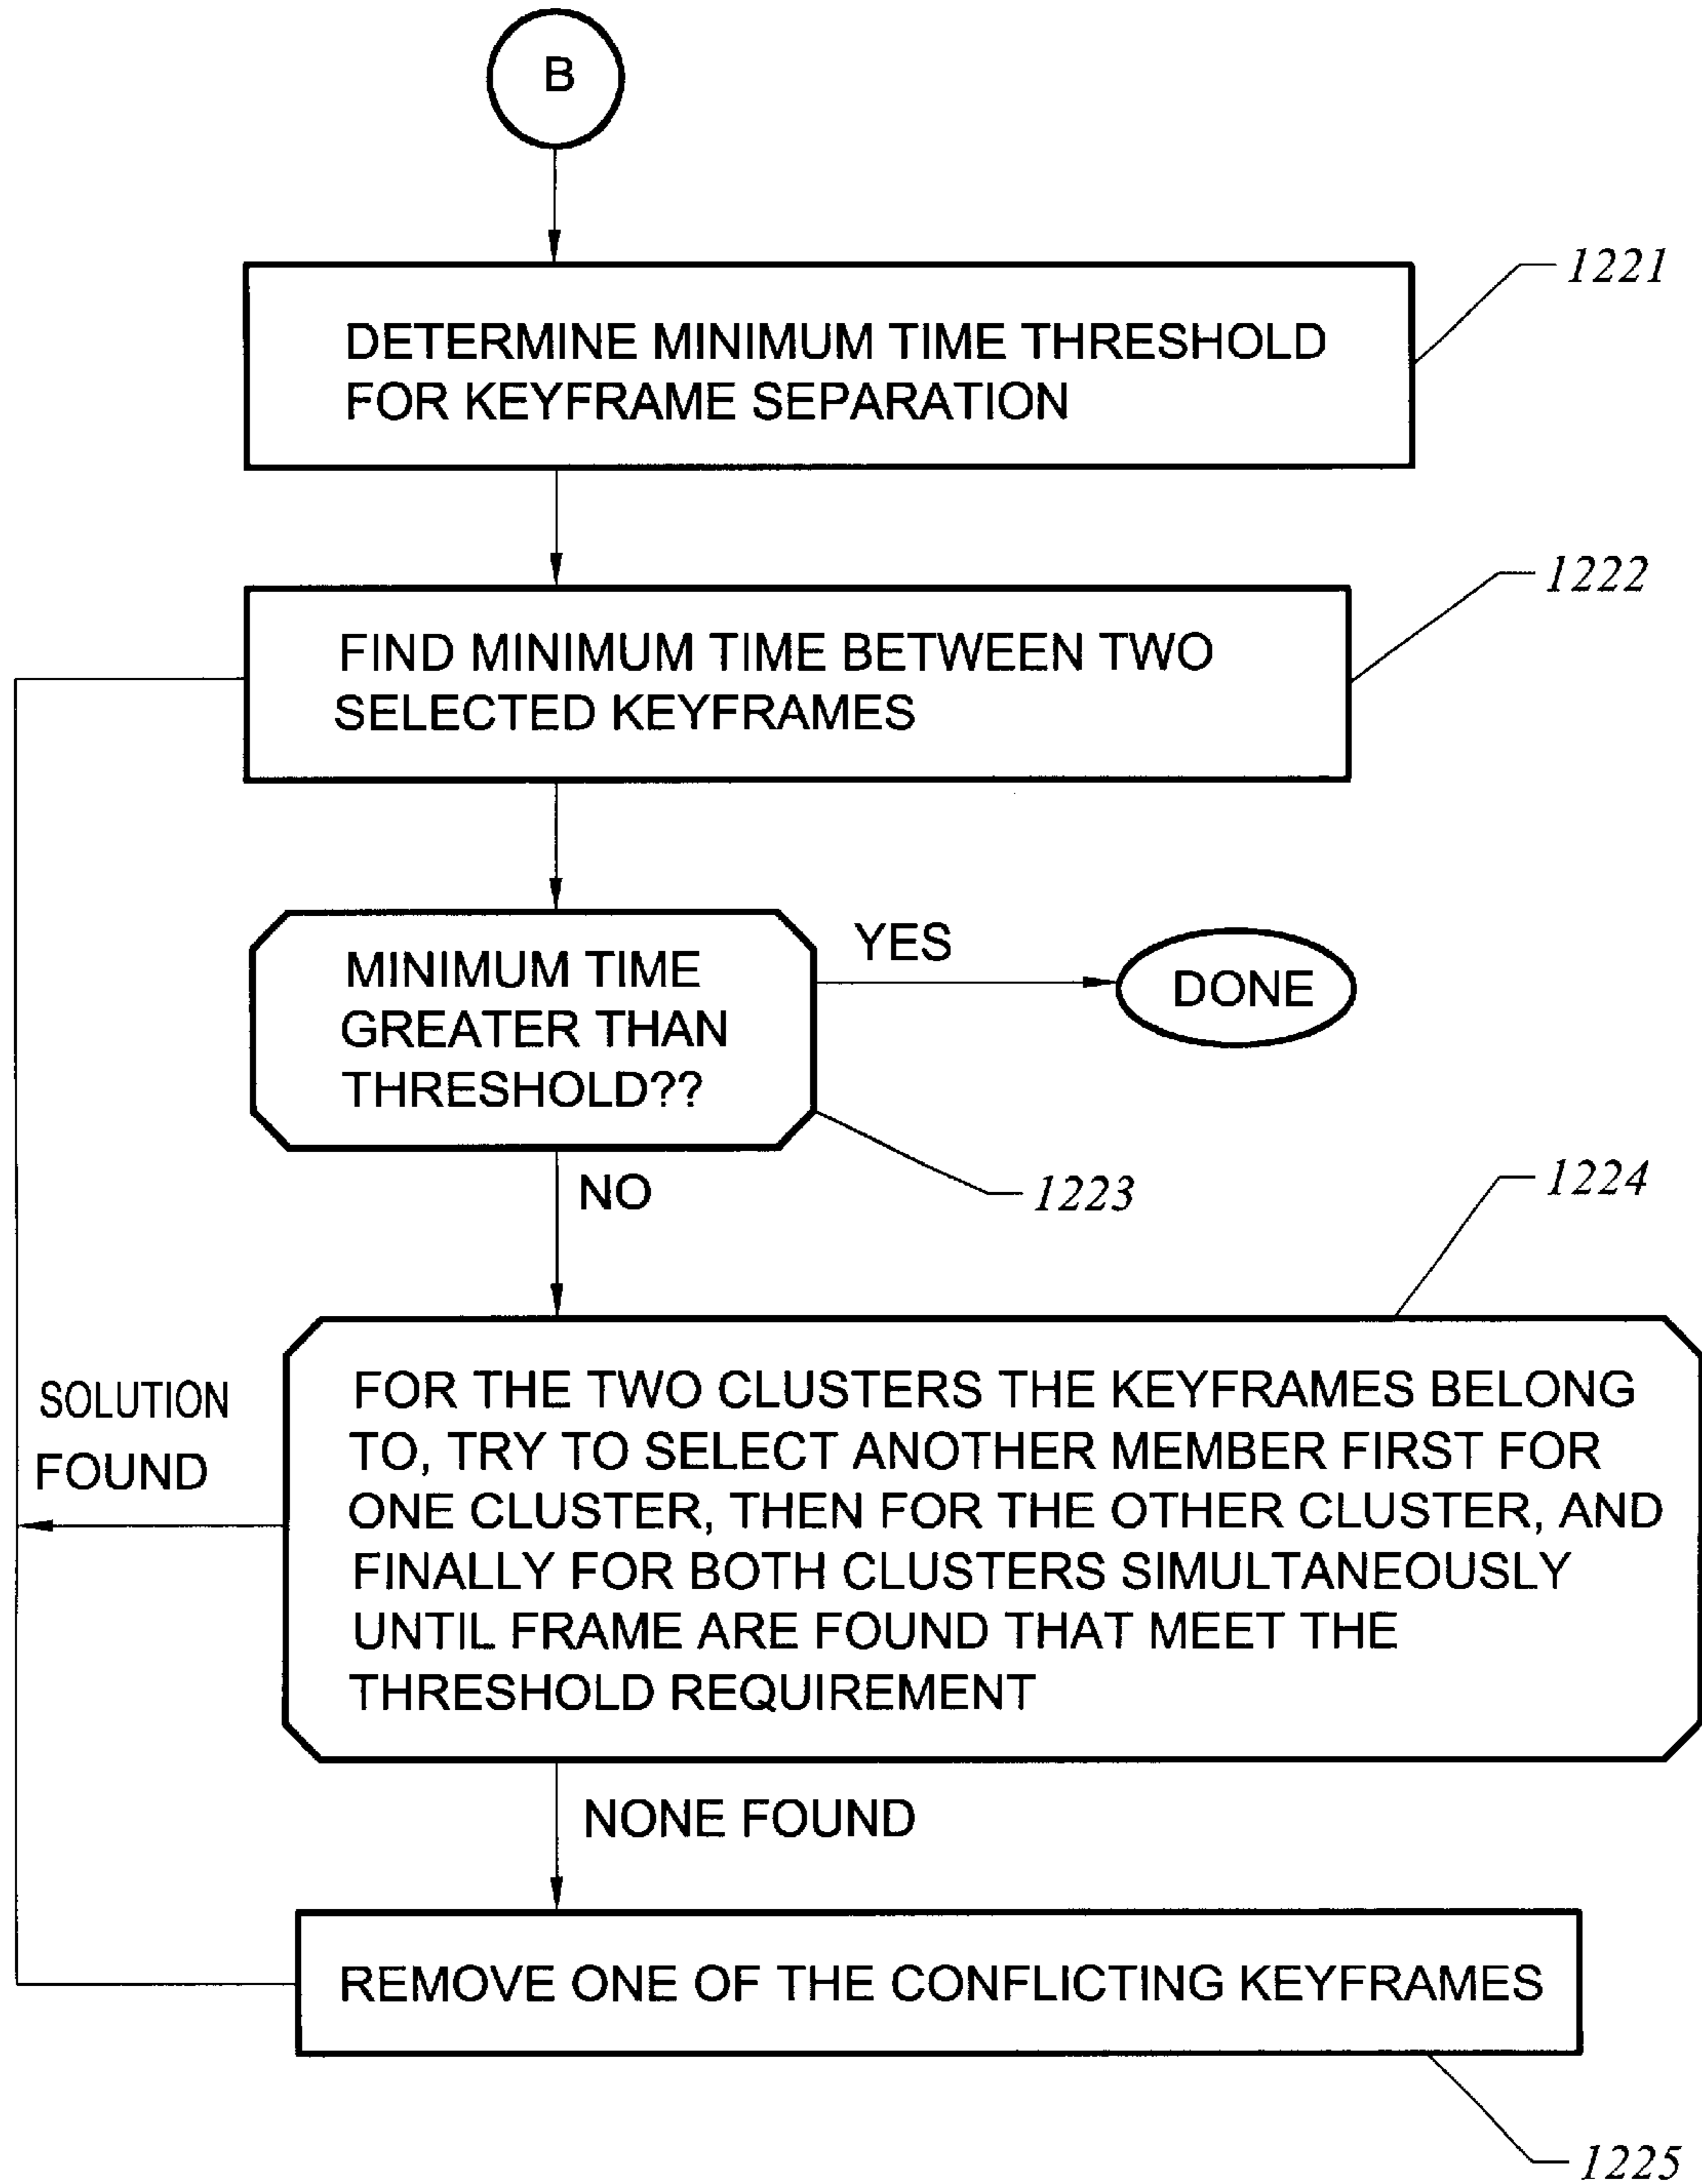 B
1221
DETERMINE MINIMUM TIME THRESHOLD
FOR KEYFRAME SEPARATION
1222
FIND MINIMUM TIME BETWEEN TWO
SELECTED KEYFRAMES
MINIMUM TIME
GREATER THAN
THRESHOLD??
YES
DONE
1223
NO
1224
SOLUTION
FOUND
FOR THE TWO CLUSTERS THE KEYFRAMES BELONG
TO, TRY TO SELECT ANOTHER MEMBER FIRST FOR
ONE CLUSTER, THEN FOR THE OTHER CLUSTER, AND
FINALLY FOR BOTH CLUSTERS SIMULTANEOUSLY
UNTIL FRAME ARE FOUND THAT MEET THE
THRESHOLD REQUIREMENT
NONE FOUND
REMOVE ONE OF THE CONFLICTING KEYFRAMES
1225